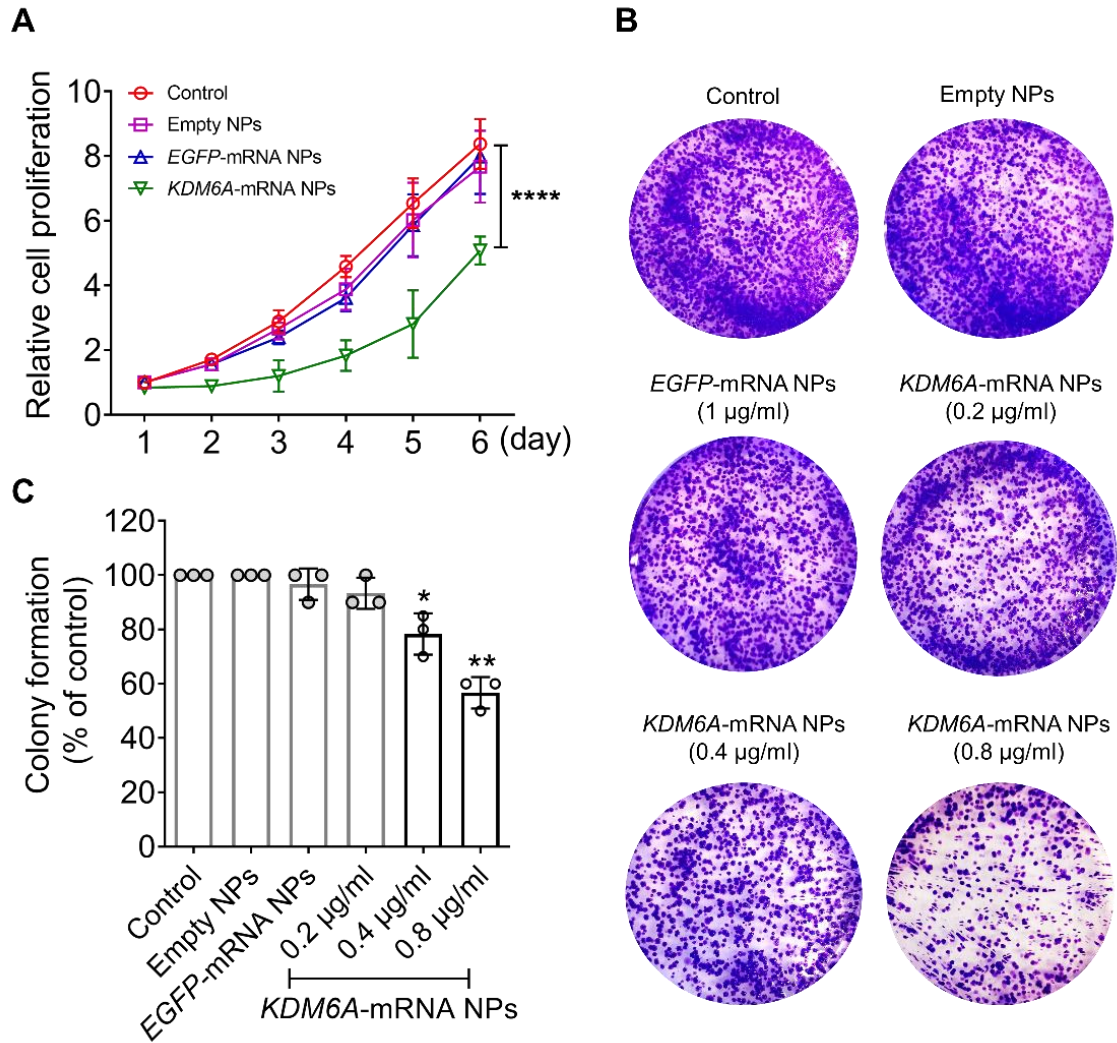 A
Relative cell proliferation
10
8
6
4
2
0
Control
Empty NPs
EGFP-mRNA NPs
KDM6A-mRNA NPs
****
1 2 3 4 5 6 (day)
B
Control
Empty NPs
EGFP-mRNA NPs
(1 µg/ml)
KDM6A-mRNA NPs
(0.2 µg/ml)
KDM6A-mRNA NPs
(0.4 µg/ml)
KDM6A-mRNA NPs
(0.8 µg/ml)
C
Colony formation
(% of control)
120
100
80
60
40
20
0
*
**
Control
Empty NPs
EGFP-mRNA NPs
0.2 µg/ml
0.4 µg/ml
0.8 µg/ml
KDM6A-mRNA NPs